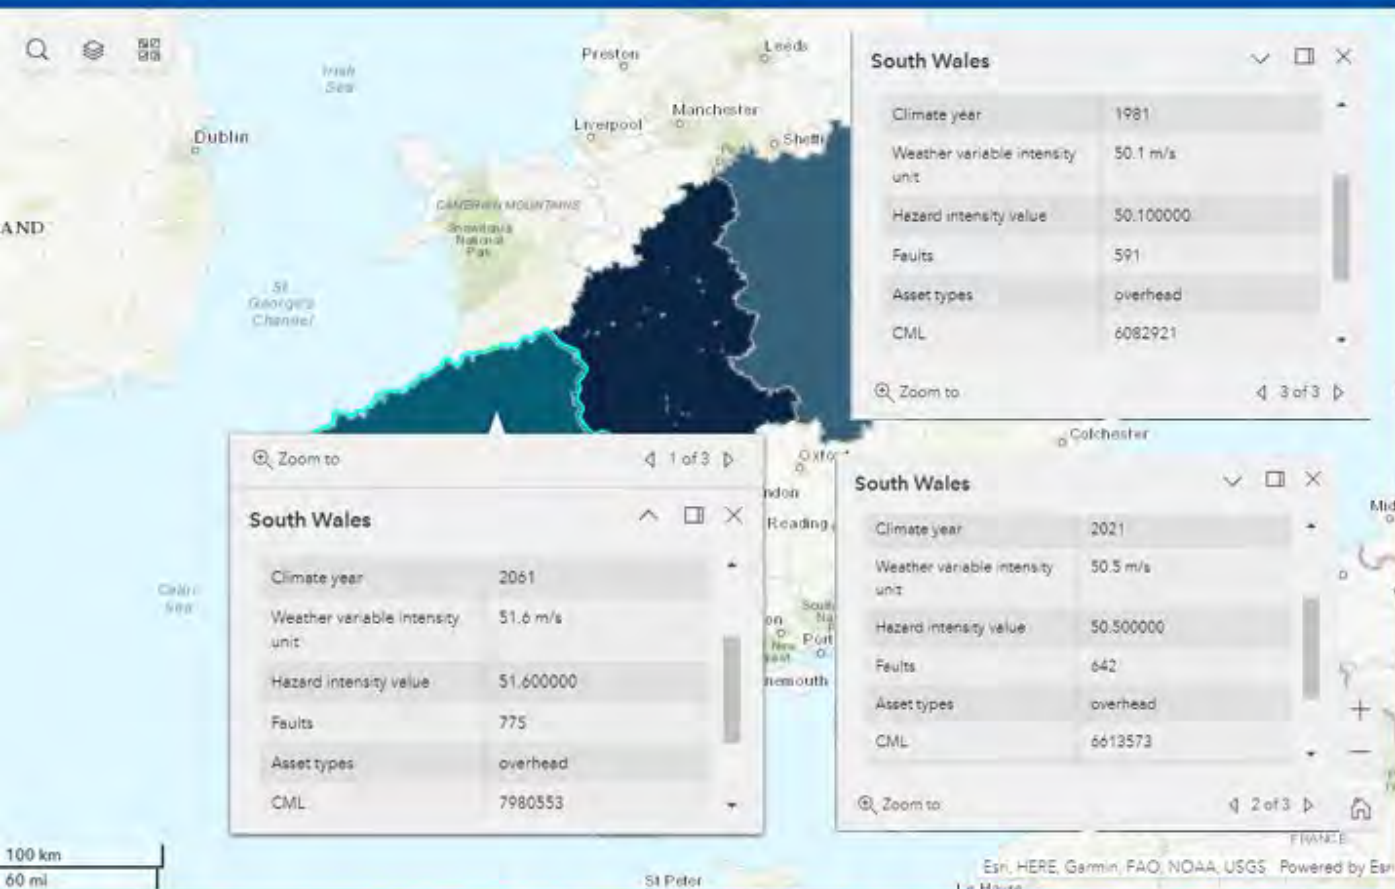 Preston
Leeds
Irish
Sea
Manchester
Liverpool
Dublin
CAMBRIAN MOUNTAINS
Snowdonia
National
Park
AND
St
George's
Channel
Celtic
Sea
South Wales
Climate year 1981
Weather variable intensity 50.1 m/s
unit
Hazard intensity value 50.100000
Faults 591
Asset types overhead
CML 6082921
Zoom to 3 of 3
Colchester
Zoom to 1 of 3
South Wales
Climate year 2061
Weather variable intensity 51.6 m/s
unit
Hazard intensity value 51.600000
Faults 775
Asset types overhead
CML 7980553
ndon
Reading
Port
nemouth
South Wales
Climate year 2021
Weather variable intensity 50.5 m/s
unit
Hazard intensity value 50.500000
Faults 642
Asset types overhead
CML 6613573
Zoom to 2 of 3
Mid
FRANCE
100 km
60 mi
St Peter
Esri, HERE, Garmin, FAO, NOAA, USGS Powered by Esri